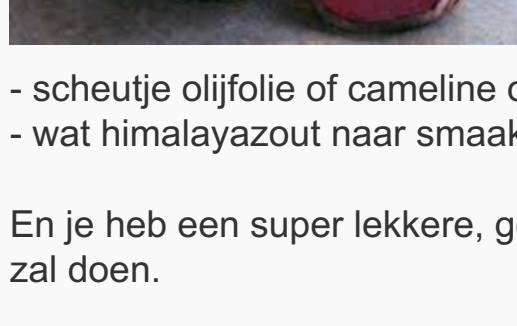 - scheutje olijfolie of cameline
- wat himalayazout naar smaak
En je heb een super lekkere,
zal doen.